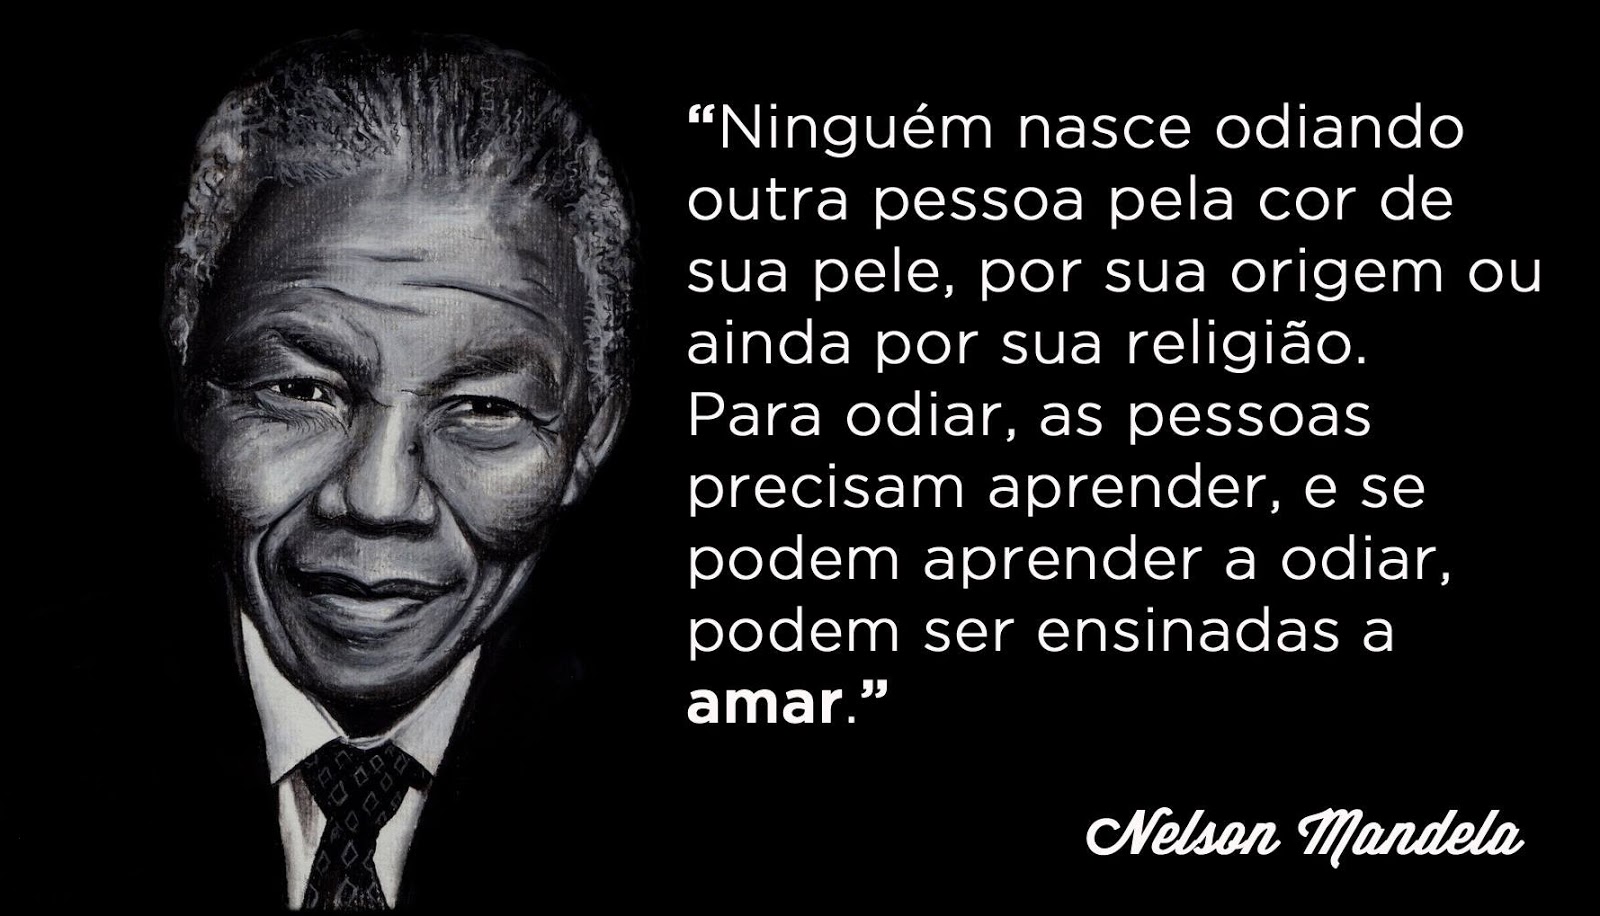 “Ninguém nasce odiando
outra pessoa pela cor de
sua pele, por sua origem ou
ainda por sua religião.
Para odiar, as pessoas
precisam aprender, e se
podem aprender a odiar,
podem ser ensinadas a
amar.”
Nelson Mandela